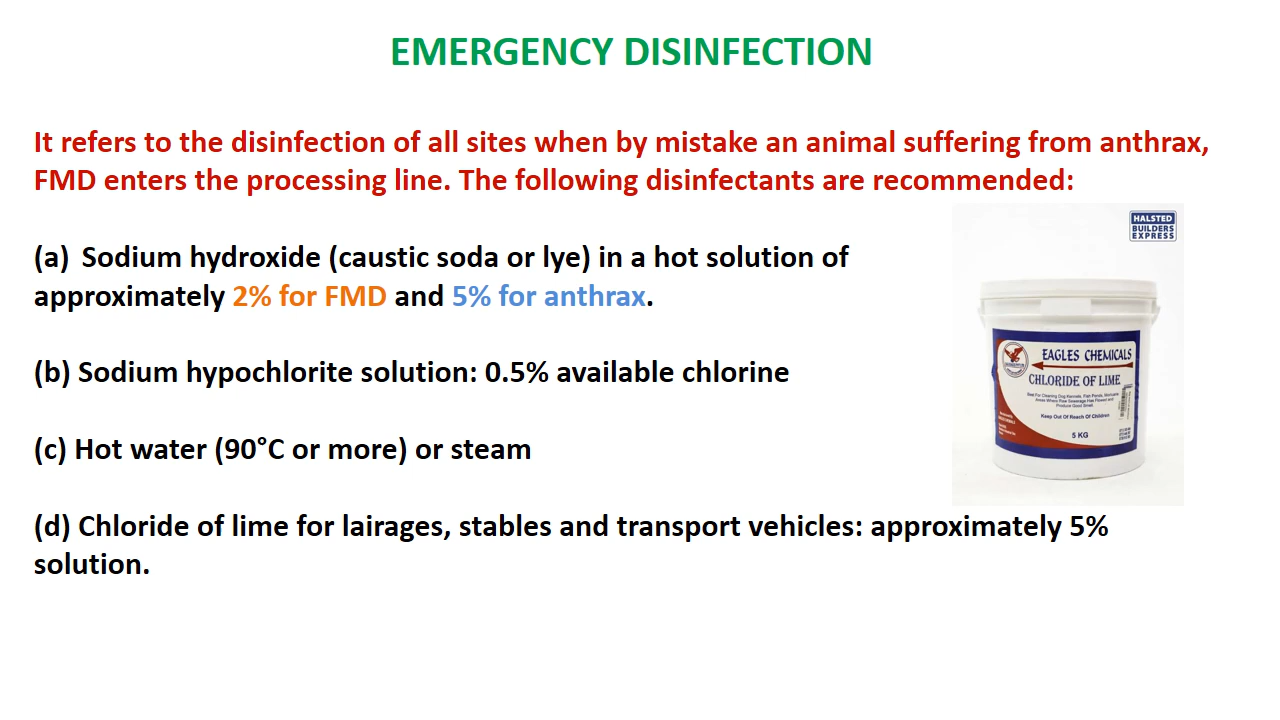 EMERGENCY DISINFECTION
It refers to the disinfection of all sites when by mistake an animal suffering from anthrax,
FMD enters the processing line. The following disinfectants are recommended:
(a) Sodium hydroxide (caustic soda or lye) in a hot solution of
approximately 2% for FMD and 5% for anthrax.
(b) Sodium hypochlorite solution: 0.5% available chlorine
(c) Hot water (90°C or more) or steam
(d) Chloride of lime for lairages, stables and transport vehicles: approximately 5%
solution.
HALSTED
BUILDERS
EXPRESS
EAGLES CHEMICALS
CHLORIDE OF LIME
Keep Out Of Reach Of Children
5 KG